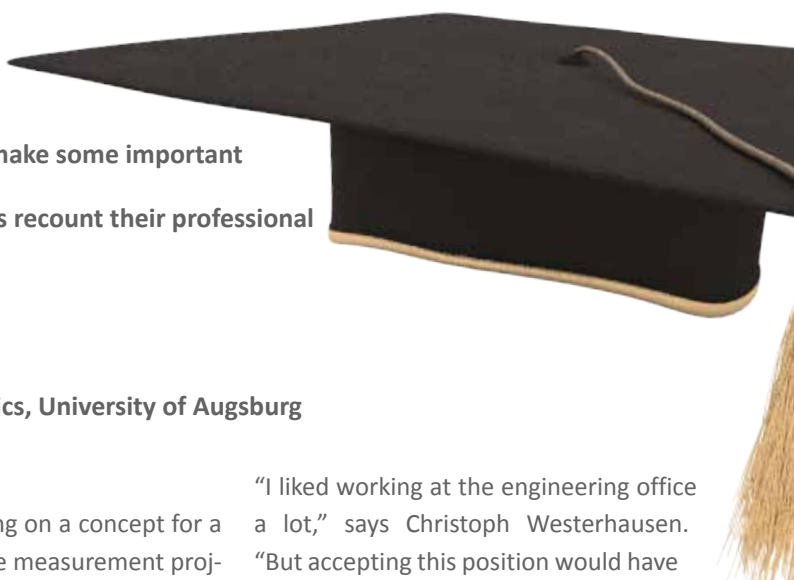 make some important
s recount their professional
ics, University of Augsburg
ng on a concept for a
e measurement proj-
“I liked working at the engineering office
a lot,” says Christoph Westerhausen.
“But accepting this position would have